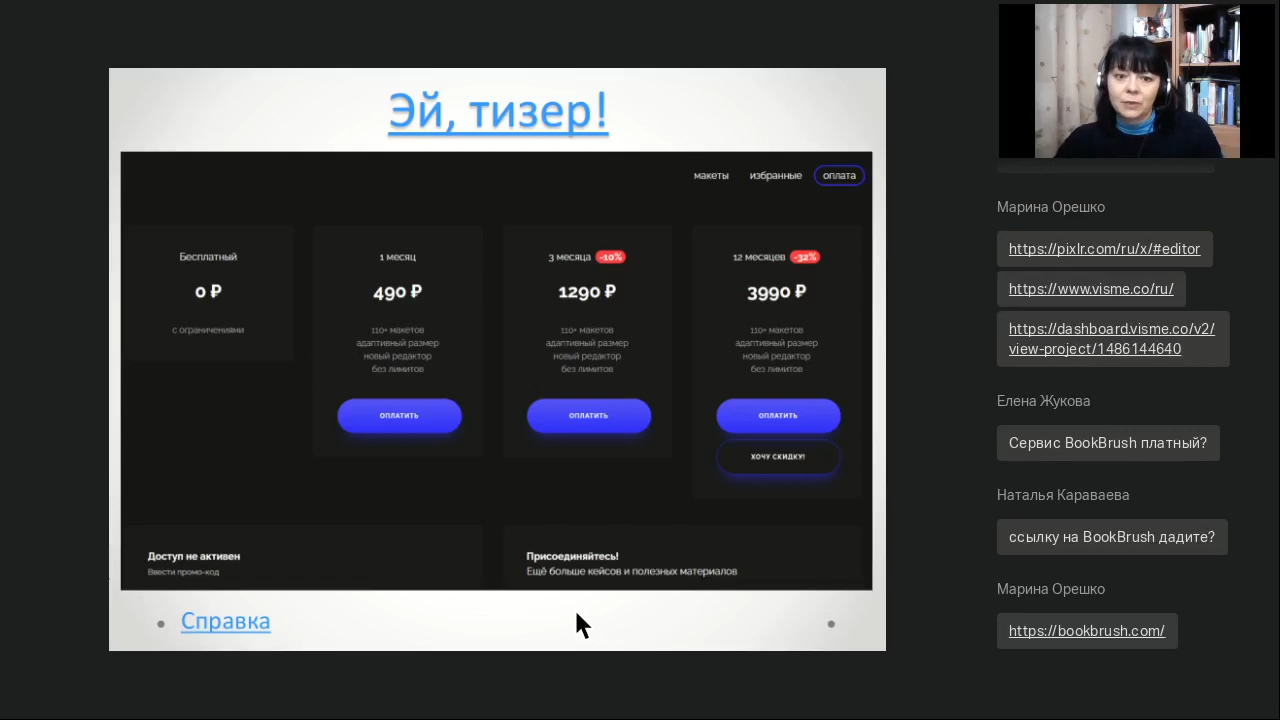 Эй, тизер!
макеты избранные оплата
Бесплатный
0 ₽
с ограничениями
1 месяц
490 ₽
110+ макетов
адаптивный размер
новый редактор
без лимитов
ОПЛАТИТЬ
3 месяца -10%
1290 ₽
110+ макетов
адаптивный размер
новый редактор
без лимитов
ОПЛАТИТЬ
12 месяцев -32%
3990 ₽
110+ макетов
адаптивный размер
новый редактор
без лимитов
ОПЛАТИТЬ
ХОЧУ СКИДКУ!
Доступ не активен
Ввести промо-код
Присоединяйтесь!
Ещё больше кейсов и полезных материалов
Справка
Марина Орешко
https://pixlr.com/ru/x/#editor
https://www.visme.co/ru/
https://dashboard.visme.co/v2/
view-project/1486144640
Елена Жукова
Сервис BookBrush платный?
Наталья Караваева
ссылку на BookBrush дадите?
Марина Орешко
https://bookbrush.com/